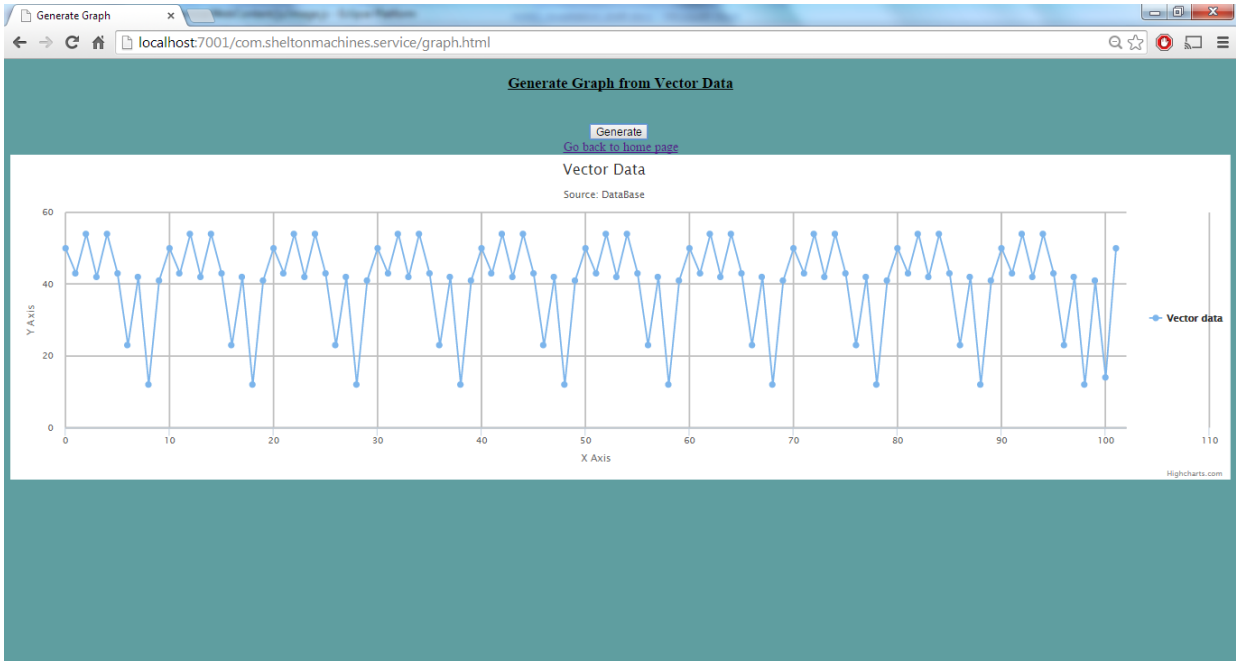 Generate Graph
localhost:7001/com.sheltonmachines.service/graph.html
Generate Graph from Vector Data
Generate
Go back to home page
Vector Data
Source: DataBase
60
40
20
0
Y Axis
0 10 20 30 40 50 60 70 80 90 100 110
X Axis
Vector data
Highcharts.com